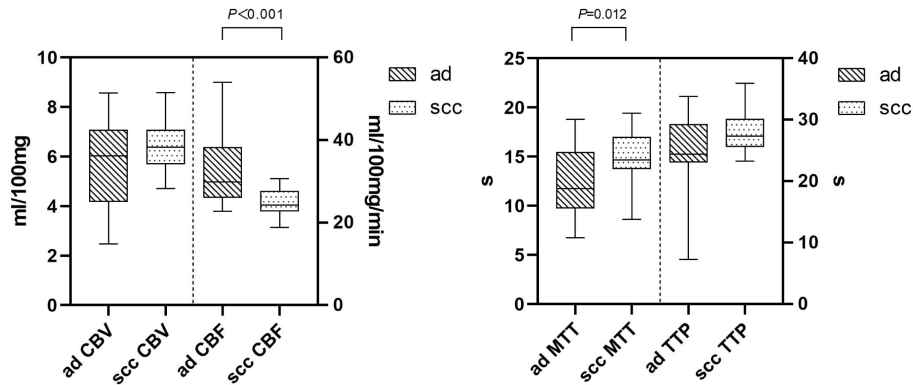 P<0.001
10
8
6
4
2
0
ml/100mg
60
40
20
0
ml/100mg/min
ad
scc
ad CBV
scc CBV
ad CBF
scc CBF
P=0.012
25
20
15
10
5
0
s
40
30
20
10
0
s
ad
scc
ad MTT
scc MTT
ad TTP
scc TTP